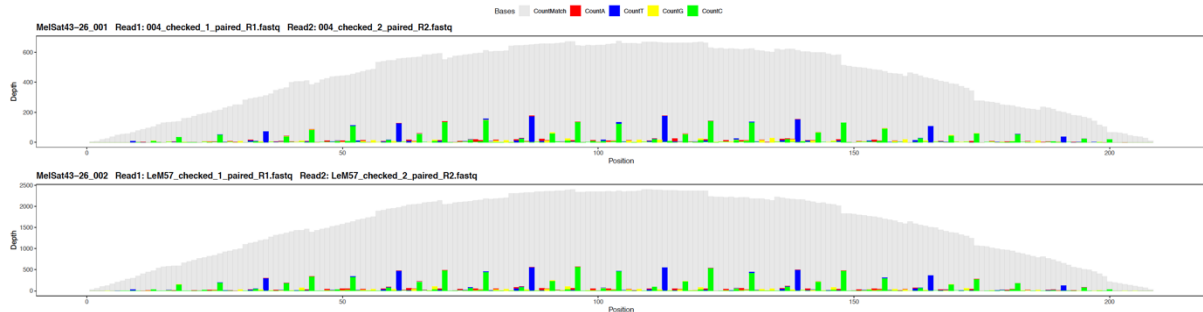 Bases CountMatch CountA CountT CountG CountC
MelSat43-26_001 Read1: 004_checked_1_paired_R1.fastq Read2: 004_checked_2_paired_R2.fastq
Depth
600
400
200
0
0 50 100 150 200
Position
MelSat43-26_002 Read1: LeM57_checked_1_paired_R1.fastq Read2: LeM57_checked_2_paired_R2.fastq
Depth
2500
2000
1500
1000
500
0
0 50 100 150 200
Position